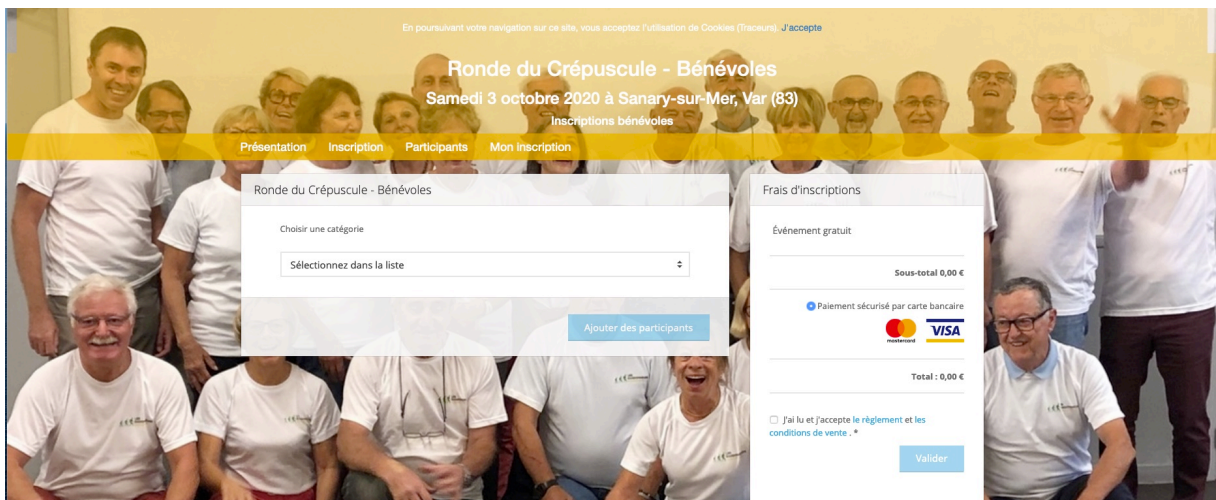 En poursuivant votre navigation sur ce site, vous acceptez l'utilisation de Cookies (Traceurs). J'accepte
Ronde du Crépuscule - Bénévoles
Samedi 3 octobre 2020 à Sanary-sur-Mer, Var (83)
Inscriptions bénévoles
Présentation Inscription Participants Mon inscription
Ronde du Crépuscule - Bénévoles
Choisir une catégorie
Sélectionnez dans la liste
Ajouter des participants
Frais d'inscriptions
Événement gratuit
Sous-total 0,00 €
Paiement sécurisé par carte bancaire
mastercard VISA
Total : 0,00 €
J'ai lu et j'accepte le règlement et les
conditions de vente . *
Valider